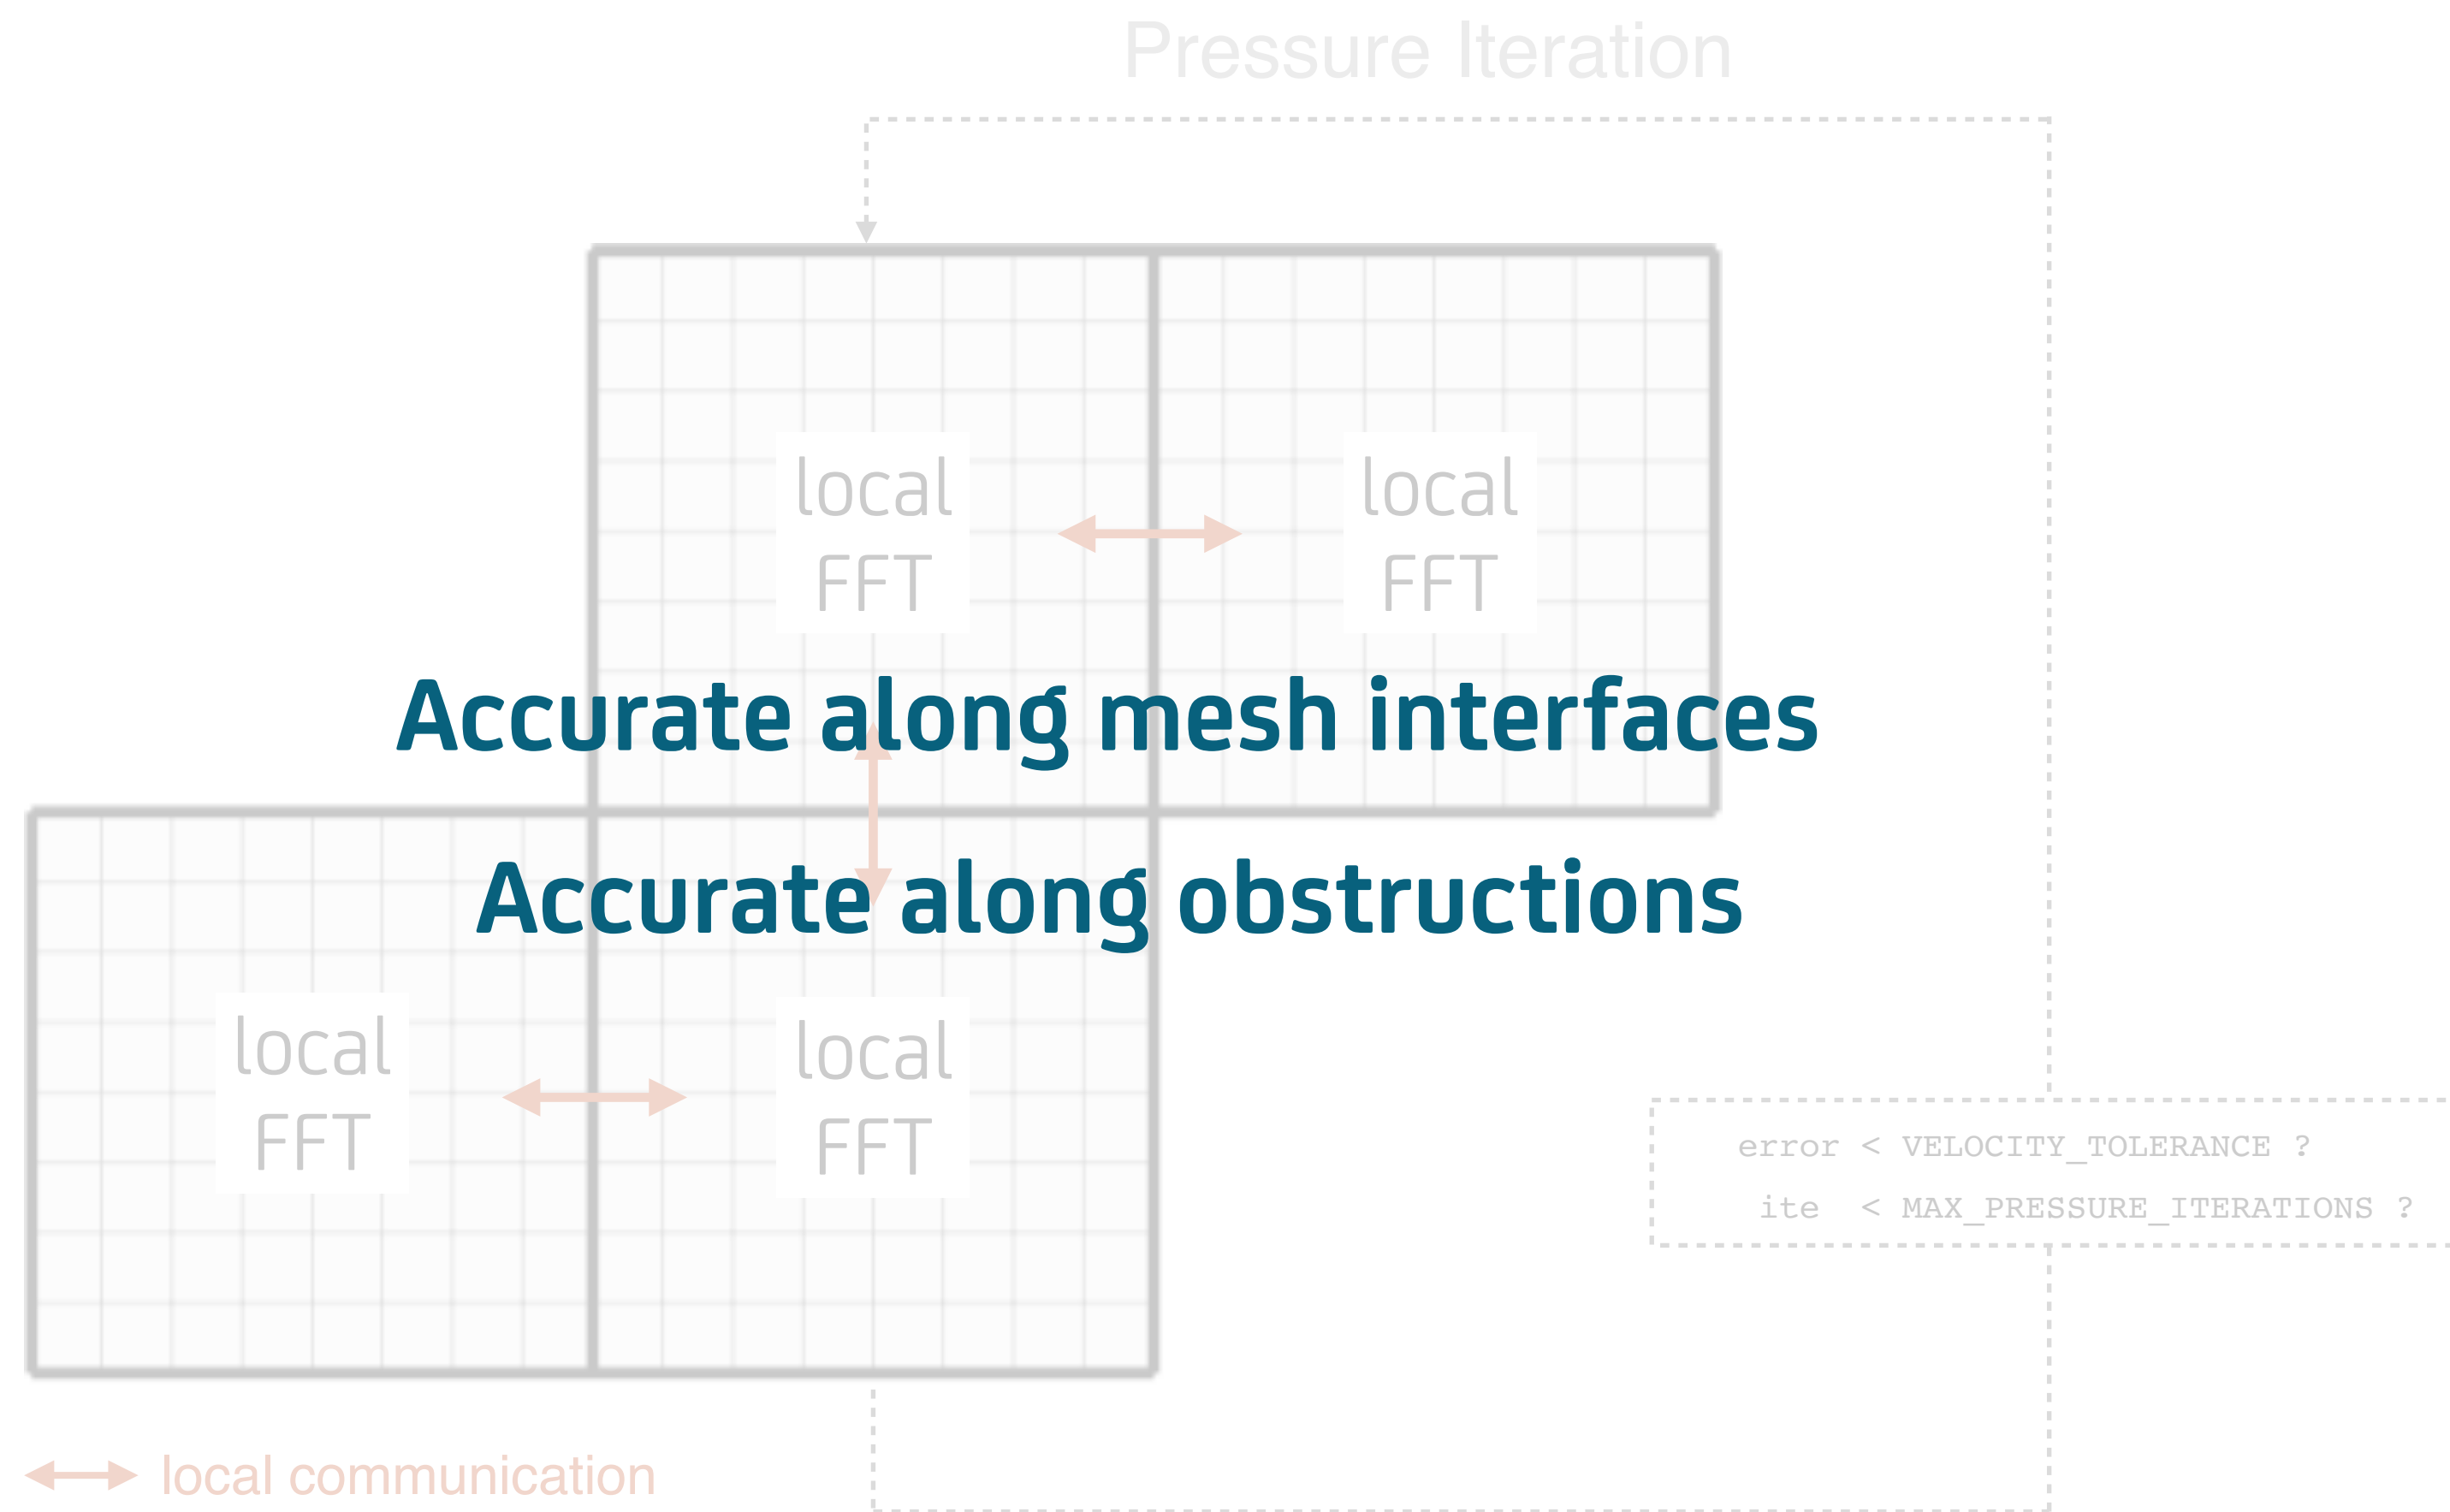 Pressure Iteration
local
FFT
local
FFT
Accurate along mesh interfaces
Accurate along obstructions
local
FFT
local
FFT
error < VELOCITY_TOLERANCE ?
ite < MAX_PRESSURE_ITERATIONS ?
local communication